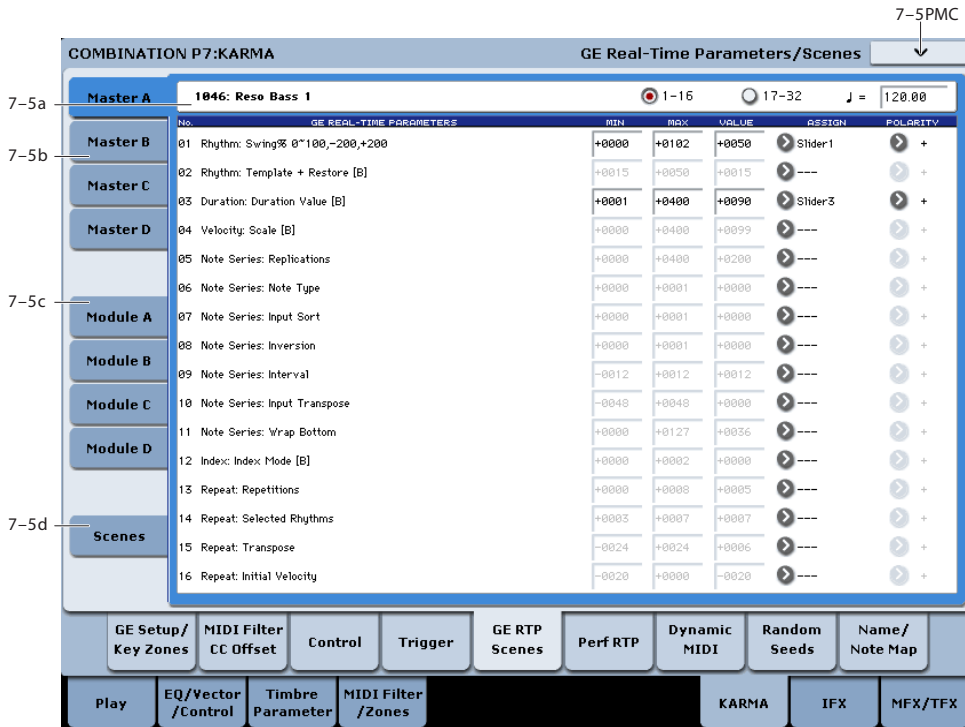 7–5PMC
COMBINATION P7:KARMA GE Real-Time Parameters/Scenes
7–5a
Master A 1046: Reso Bass 1 1-16 17-32 ♩ = 120.00
No. GE REAL-TIME PARAMETERS MIN MAX VALUE ASSIGN POLARITY
7–5b
Master B
Master C
Master D
7–5c
Module A
Module B
Module C
Module D
7–5d
Scenes
01 Rhythm: Swing% 0~100,-200,+200 +0000 +0102 +0050 Slider1 +
02 Rhythm: Template + Restore [B] +0015 +0050 +0015 --- +
03 Duration: Duration Value [B] +0001 +0400 +0090 Slider3 +
04 Velocity: Scale [B] +0000 +0400 +0099 --- +
05 Note Series: Replications +0000 +0400 +0200 --- +
06 Note Series: Note Type +0000 +0001 +0000 --- +
07 Note Series: Input Sort +0000 +0001 +0000 --- +
08 Note Series: Inversion +0000 +0001 +0000 --- +
09 Note Series: Interval -0012 +0012 +0012 --- +
10 Note Series: Input Transpose -0048 +0048 +0000 --- +
11 Note Series: Wrap Bottom +0000 +0127 +0036 --- +
12 Index: Index Mode [B] +0000 +0002 +0000 --- +
13 Repeat: Repetitions +0000 +0008 +0005 --- +
14 Repeat: Selected Rhythms +0003 +0007 +0007 --- +
15 Repeat: Transpose -0024 +0024 +0006 --- +
16 Repeat: Initial Velocity -0020 +0000 -0020 --- +
GE Setup/ Key Zones
MIDI Filter CC Offset
Control
Trigger
GE RTP Scenes
Perf RTP
Dynamic MIDI
Random Seeds
Name/ Note Map
Play
EQ/Vector /Control
Timbre Parameter
MIDI Filter /Zones
KARMA
IFX
MFX/TFX